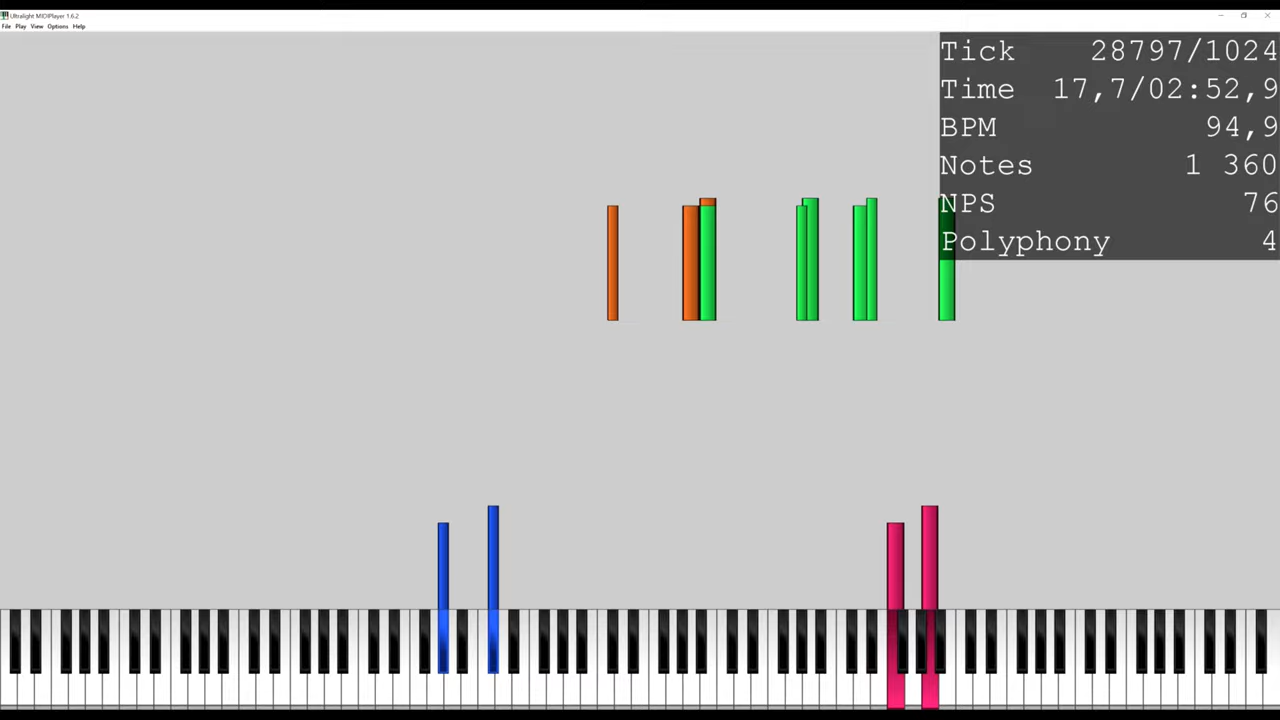 Ultralight MIDIPlayer 1.6.2
File Play View Options Help
Tick 28797/1024
Time 17,7/02:52,9
BPM 94,9
Notes 1 360
NPS 76
Polyphony 4